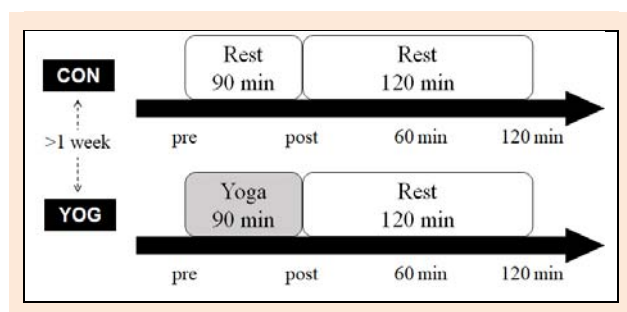 Rest
90 min
Rest
120 min
CON
pre
post
60 min
120 min
>1 week
Yoga
90 min
Rest
120 min
YOG
pre
post
60 min
120 min